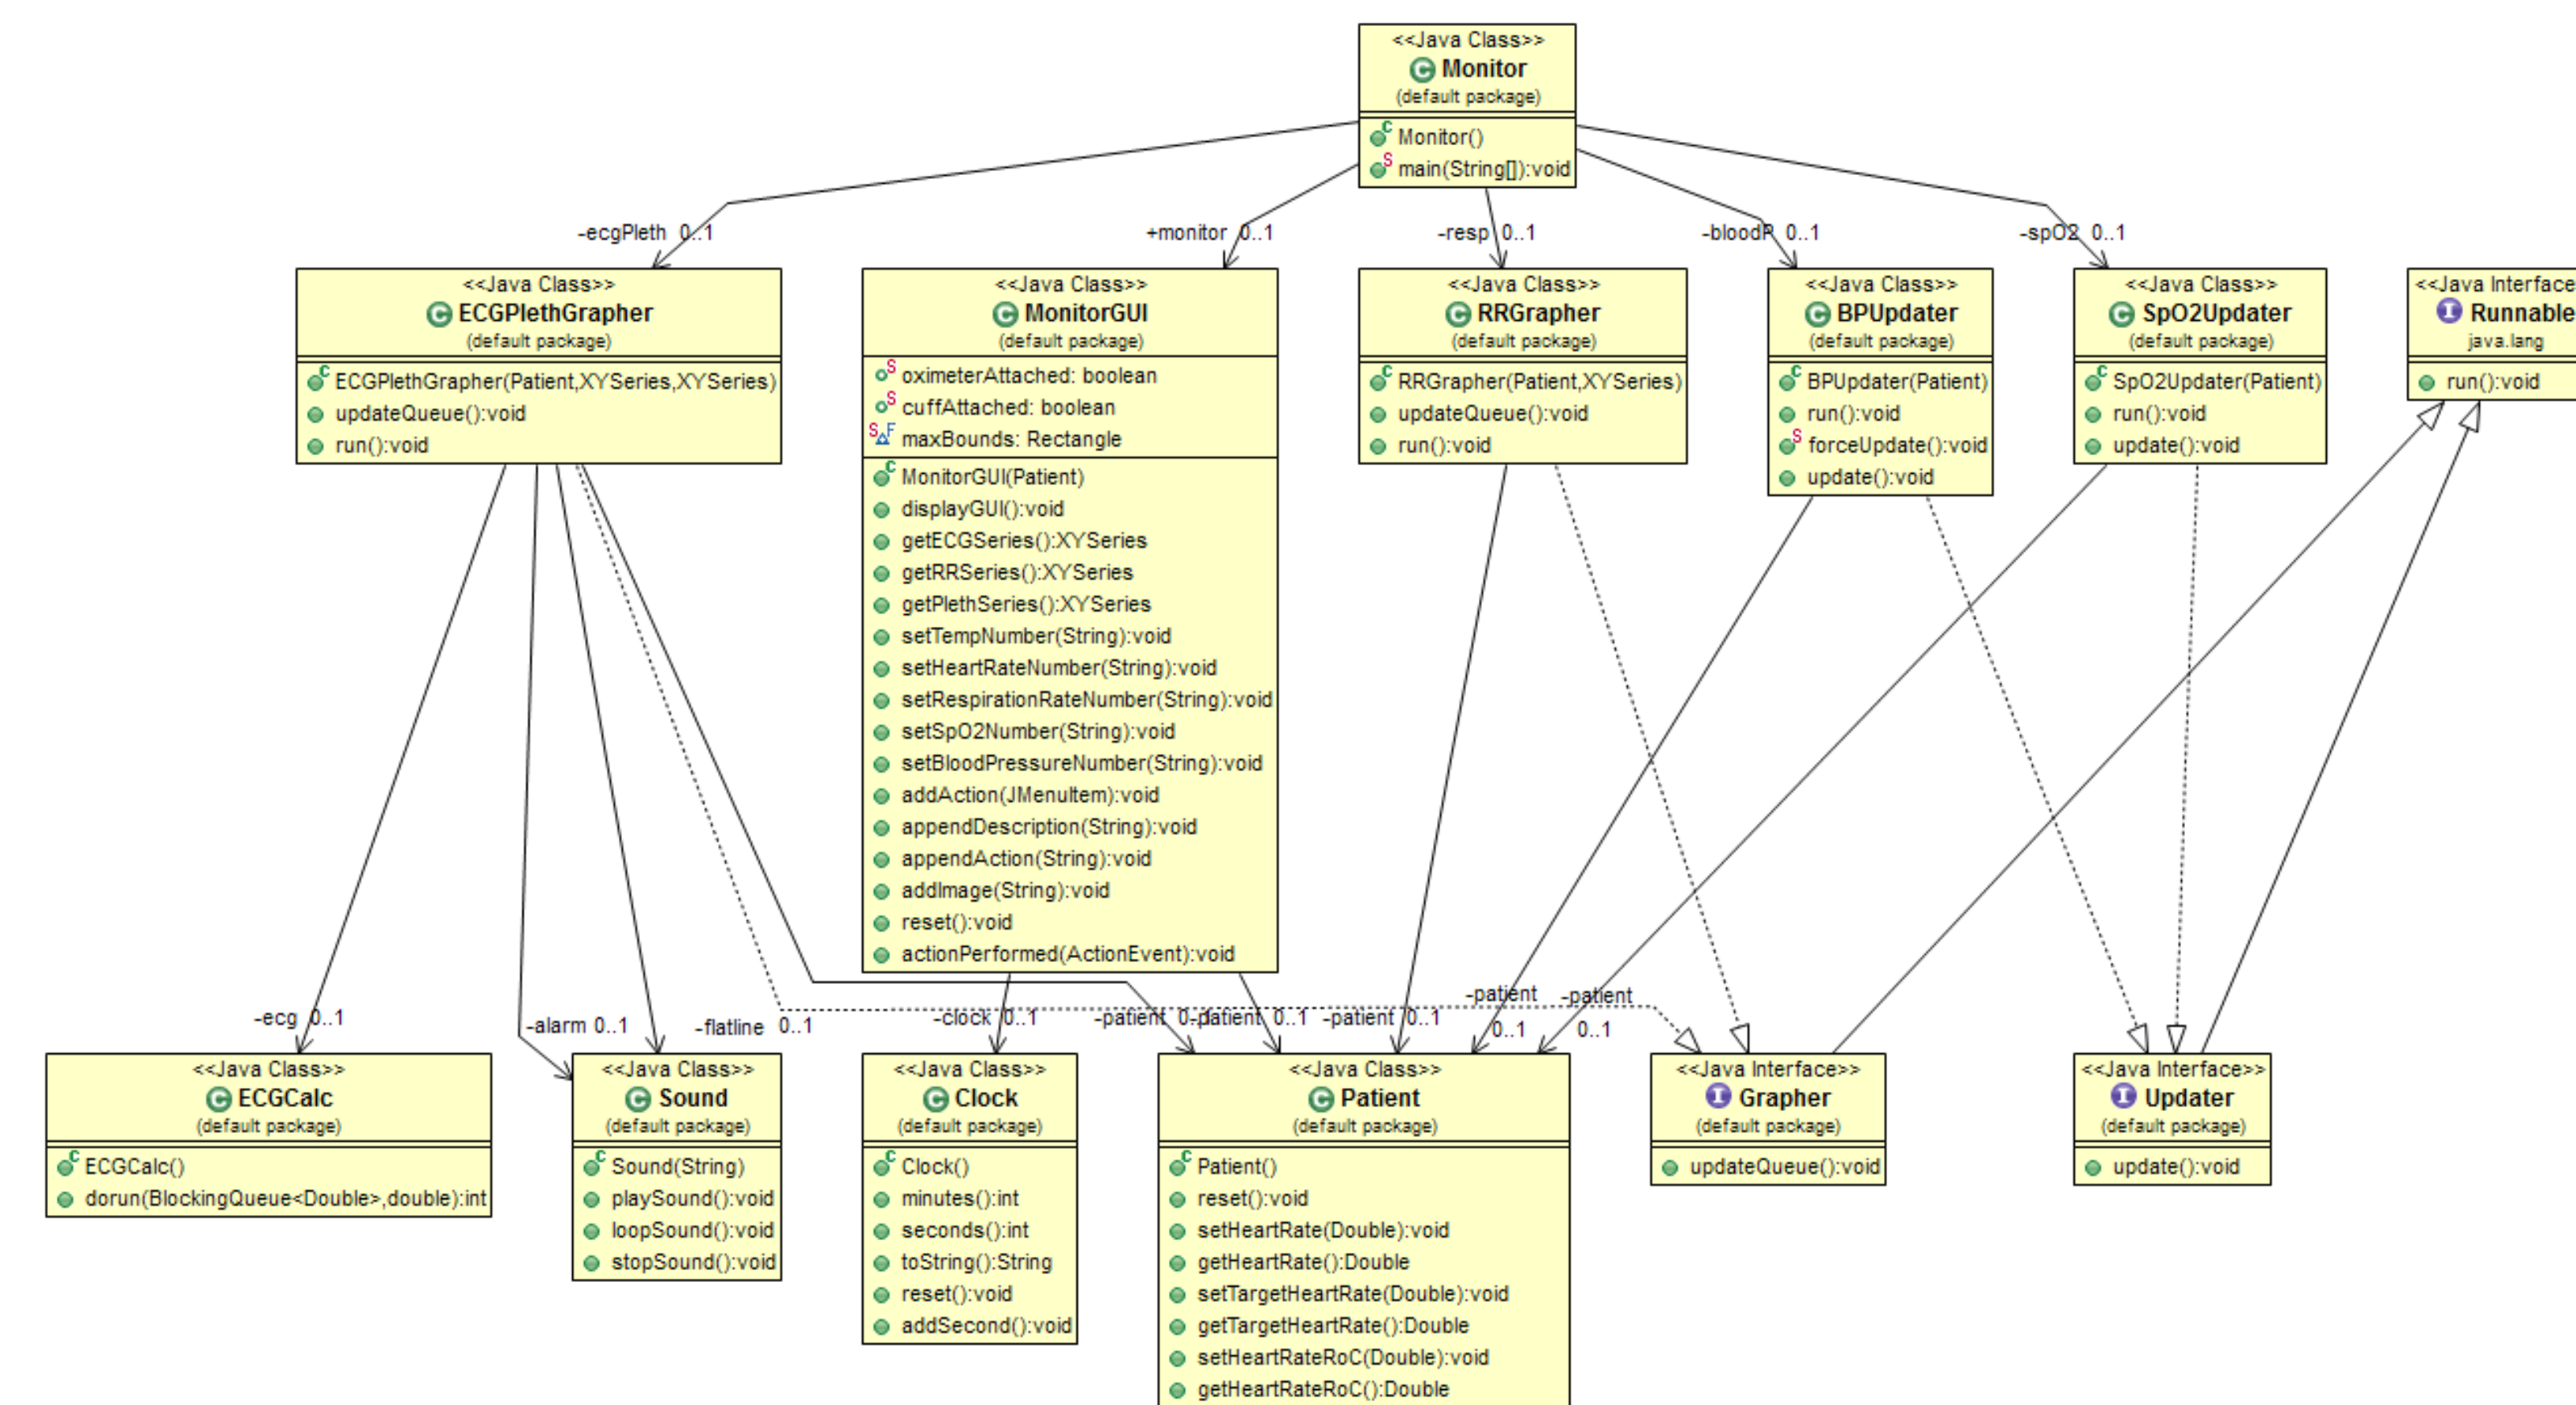 <<Java Class>>
Monitor
(default package)
Monitor()
main(String[]):void
-ecgPleth 0..1
+monitor 0..1
-resp 0..1
-bloodP 0..1
-spO2 0..1
<<Java Class>>
ECGPlethGrapher
(default package)
ECGPlethGrapher(Patient,XYSeries,XYSeries)
updateQueue():void
run():void
<<Java Class>>
MonitorGUI
(default package)
oximeterAttached: boolean
cuffAttached: boolean
maxBounds: Rectangle
MonitorGUI(Patient)
displayGUI():void
getECGSeries():XYSeries
getRRSeries():XYSeries
getPlethSeries():XYSeries
setTempNumber(String):void
setHeartRateNumber(String):void
setRespirationRateNumber(String):void
setSpO2Number(String):void
setBloodPressureNumber(String):void
addAction(JMenuItem):void
appendDescription(String):void
appendAction(String):void
addImage(String):void
reset():void
actionPerformed(ActionEvent):void
<<Java Class>>
RRGrapher
(default package)
RRGrapher(Patient,XYSeries)
updateQueue():void
run():void
<<Java Class>>
BPUpdater
(default package)
BPUpdater(Patient)
run():void
forceUpdate():void
update():void
<<Java Class>>
SpO2Updater
(default package)
SpO2Updater(Patient)
run():void
update():void
<<Java Interface
Runnable
java.lang
run():void
-ecg 0..1
-alarm 0..1
-flatline 0..1
-clock 0..1
-patient 0..1
-patient 0..1
-patient 0..1
-patient
0..1
-patient
0..1
<<Java Class>>
ECGCalc
(default package)
ECGCalc()
dorun(BlockingQueue<Double>,double):int
<<Java Class>>
Sound
(default package)
Sound(String)
playSound():void
loopSound():void
stopSound():void
<<Java Class>>
Clock
(default package)
Clock()
minutes():int
seconds():int
toString():String
reset():void
addSecond():void
<<Java Class>>
Patient
(default package)
Patient()
reset():void
setHeartRate(Double):void
getHeartRate():Double
setTargetHeartRate(Double):void
getTargetHeartRate():Double
setHeartRateRoC(Double):void
getHeartRateRoC():Double
<<Java Interface>>
Grapher
(default package)
updateQueue():void
<<Java Interface>>
Updater
(default package)
update():void